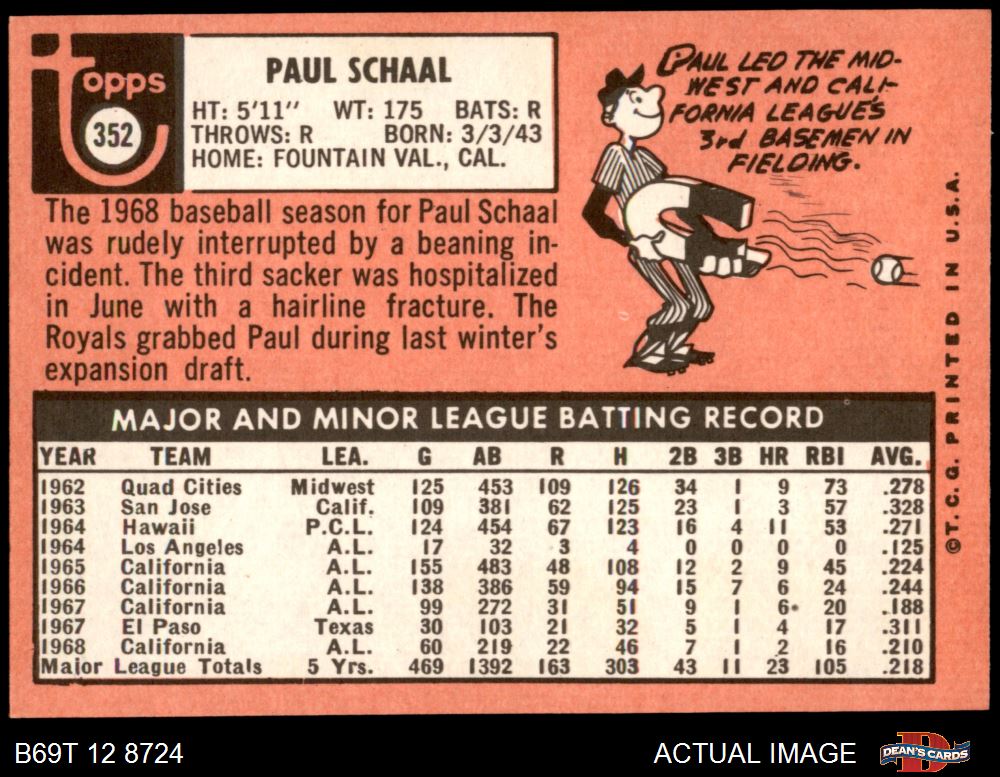 Topps
352
PAUL SCHAAL
HT: 5'11" WT: 175 BATS: R
THROWS: R BORN: 3/3/43
HOME: FOUNTAIN VAL., CAL.
PAUL LED THE MID-
WEST AND CALI-
FORNIA LEAGUE'S
3rd BASEMEN IN
FIELDING.
The 1968 baseball season for Paul Schaal
was rudely interrupted by a beaning in-
cident. The third sacker was hospitalized
in June with a hairline fracture. The
Royals grabbed Paul during last winter's
expansion draft.
MAJOR AND MINOR LEAGUE BATTING RECORD
YEAR TEAM LEA. G AB R H 2B 3B HR RBI AVG.
1962 Quad Cities Midwest 125 453 109 126 34 1 9 73 .278
1963 San Jose Calif. 109 381 62 125 23 1 3 57 .328
1964 Hawaii P.C.L. 124 454 67 123 16 4 11 53 .271
1964 Los Angeles A.L. 17 32 3 4 0 0 0 0 .125
1965 California A.L. 155 483 48 108 12 2 9 45 .224
1966 California A.L. 138 386 59 94 15 7 6 24 .244
1967 California A.L. 99 272 31 51 9 1 6 20 .188
1967 El Paso Texas 30 103 21 32 5 1 4 17 .311
1968 California A.L. 60 219 22 46 7 1 2 16 .210
Major League Totals 5 Yrs. 469 1392 163 303 43 11 23 105 .218
©T.C.G. PRINTED IN U.S.A.
B69T 12 8724
ACTUAL IMAGE
D
DEAN'S CARDS